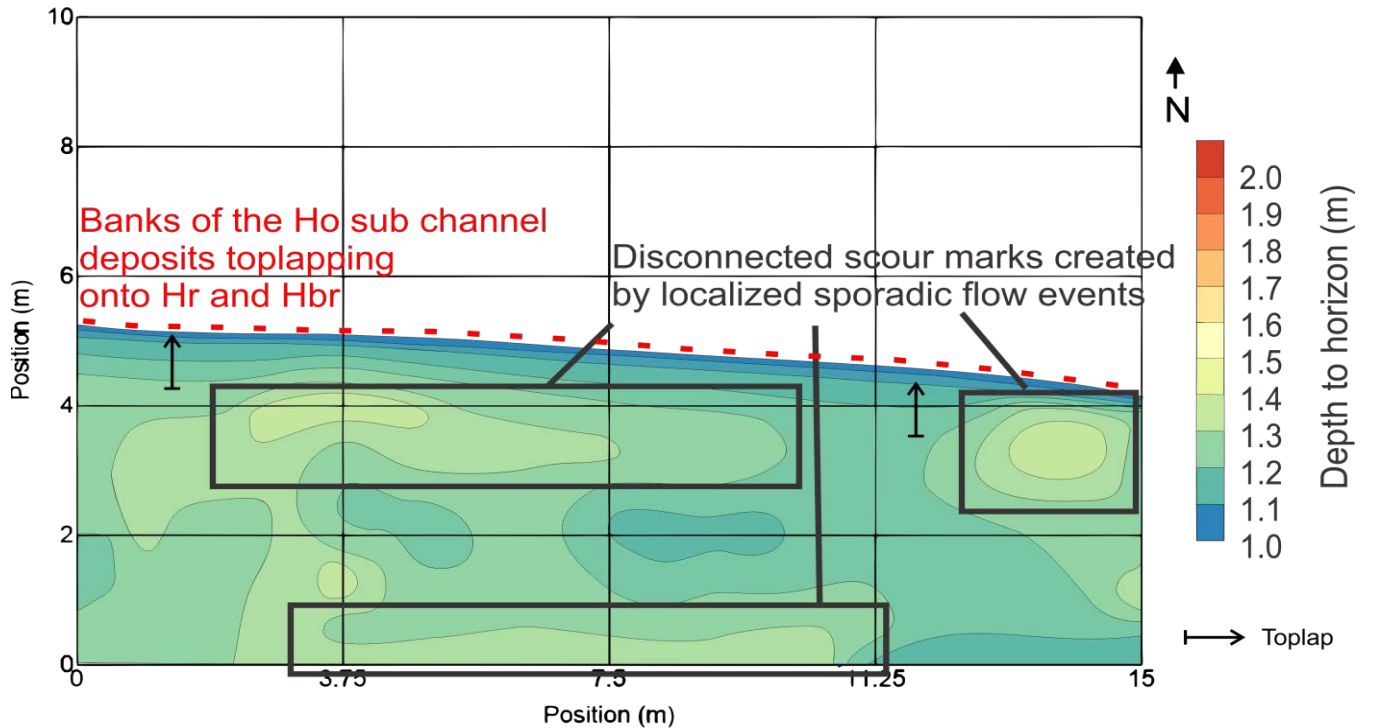 10
8
6
4
2
0
Position (m)
Banks of the Ho sub channel
deposits toplapping
onto Hr and Hbr
Disconnected scour marks created
by localized sporadic flow events
0
3.75
7.5
11.25
15
Position (m)
N
2.0
1.9
1.8
1.7
1.6
1.5
1.4
1.3
1.2
1.1
1.0
Depth to horizon (m)
Toplap